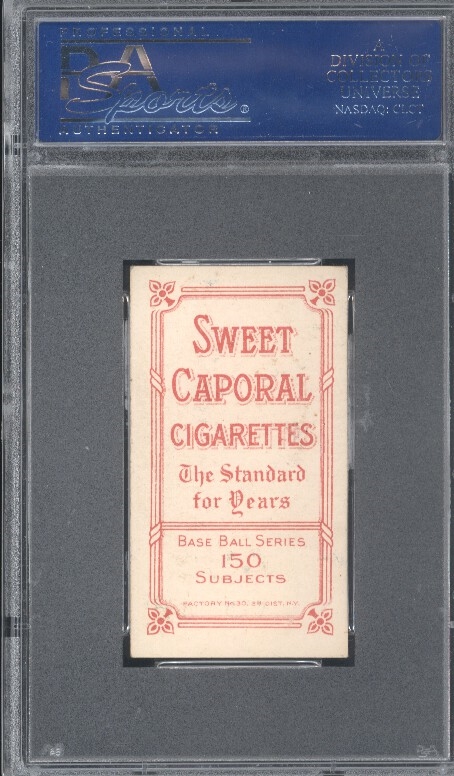 PROFESSIONAL
PSA
Sports®
AUTHENTICATOR
A
DIVISION OF
COLLECTORS
UNIVERSE
NASDAQ: CLCT
SWEET
CAPORAL
CIGARETTES
The Standard
for Years
BASE BALL SERIES
150
SUBJECTS
FACTORY No 30, 2ND DIST. N.Y.
PSA